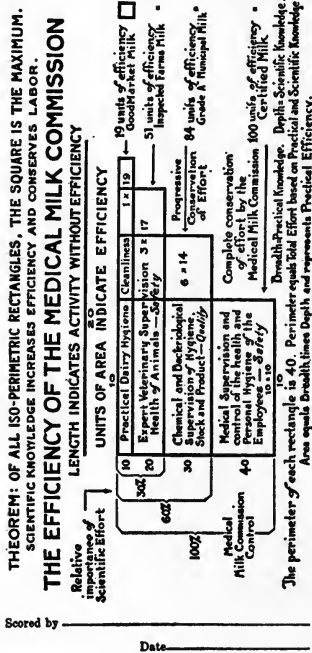 THEOREM: OF ALL ISO-PERIMETRIC RECTANGLES, THE SQUARE IS THE MAXIMUM.
SCIENTIFIC KNOWLEDGE INCREASES EFFICIENCY AND CONSERVES LABOR.
THE EFFICIENCY OF THE MEDICAL MILK COMMISSION
LENGTH INDICATES ACTIVITY WITHOUT EFFICIENCY
20
UNITS OF AREA INDICATE EFFICIENCY
10
Relative
importance of
Scientific Effort
10 Practical Dairy Hygiene Cleanliness 1 x 19
20 Expert Veterinary Supervision 3 x 17
Health of Animals—Safety
30 Chemical and Bacteriological
Supervision of Hygiene, 6 x 14
Stock and Product—Quality
40 Medical Supervision and
control of the health and
Personal Hygiene of the
Employees—Safety
10 x 10
10
30%
60%
100%
Medical
Milk Commission
Control
19 units of efficiency
Good Market Milk
51 units of efficiency
Inspected Farms Milk
84 units of efficiency
Grade A Municipal Milk
100 units of efficiency
Certified Milk
Progressive
Conservation
of Effort
Complete conservation
of effort by the
Medical Milk Commission
Breadth=Practical Knowledge. Depth=Scientific Knowledge.
The perimeter of each rectangle is 40. Perimeter equals Total Effort based on Practical and Scientific Knowledge
Area equals Breadth times Depth and represents Practical Efficiency.
Scored by
Date